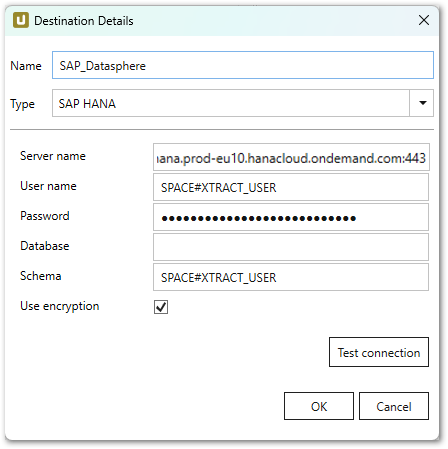 Destination Details
Name SAP_Datasphere
Type SAP HANA
Server name hana.prod-eu10.hanacloud.ondemand.com:443
User name SPACE#XTRACT_USER
Password ●●●●●●●●●●●●●●●●●●●●●●●●●●●●
Database
Schema SPACE#XTRACT_USER
Use encryption
Test connection
OK Cancel